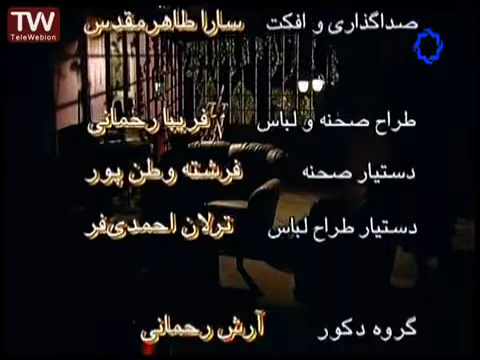 TW
TeleWebion
صداگذاری و افکت سارا طاهرمقدس
طراح صحنه و لباس فریبا رحمانی
دستیار صحنه فرشته وطن پور
دستیار طراح لباس ترلان احمدی‌فر
گروه دکور آرش رحمانی